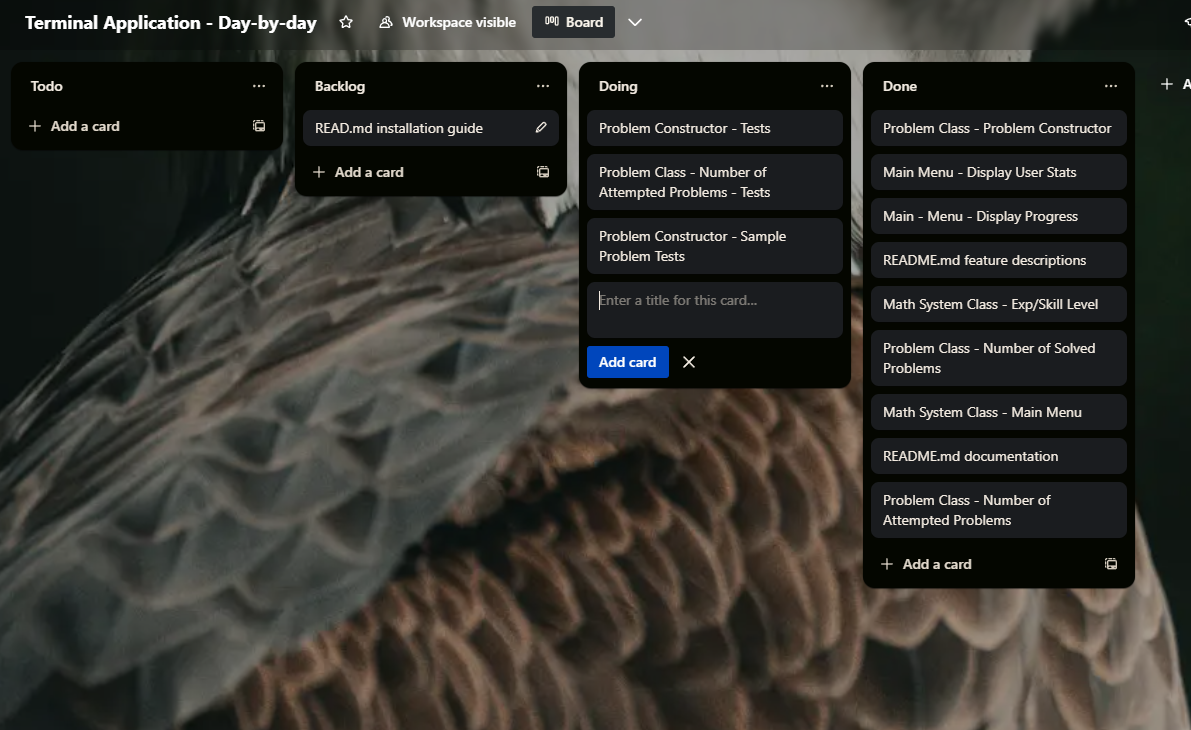 Terminal Application - Day-by-day
Workspace visible
Board
Todo
Add a card
Backlog
READ.md installation guide
Add a card
Doing
Problem Constructor - Tests
Problem Class - Number of
Attempted Problems - Tests
Problem Constructor - Sample
Problem Tests
Enter a title for this card...
Add card
Done
Problem Class - Problem Constructor
Main Menu - Display User Stats
Main - Menu - Display Progress
README.md feature descriptions
Math System Class - Exp/Skill Level
Problem Class - Number of Solved
Problems
Math System Class - Main Menu
README.md documentation
Problem Class - Number of
Attempted Problems
Add a card
A